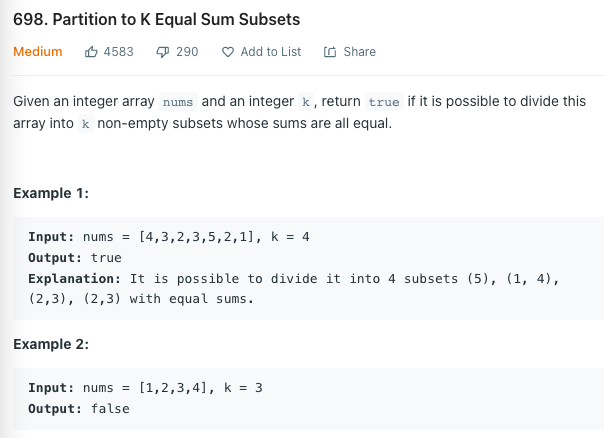 698. Partition to K Equal Sum Subsets
Medium 4583 290 Add to List Share
Given an integer array nums and an integer k , return true if it is possible to divide this
array into k non-empty subsets whose sums are all equal.
Example 1:
Input: nums = [4,3,2,3,5,2,1], k = 4
Output: true
Explanation: It is possible to divide it into 4 subsets (5), (1, 4),
(2,3), (2,3) with equal sums.
Example 2:
Input: nums = [1,2,3,4], k = 3
Output: false